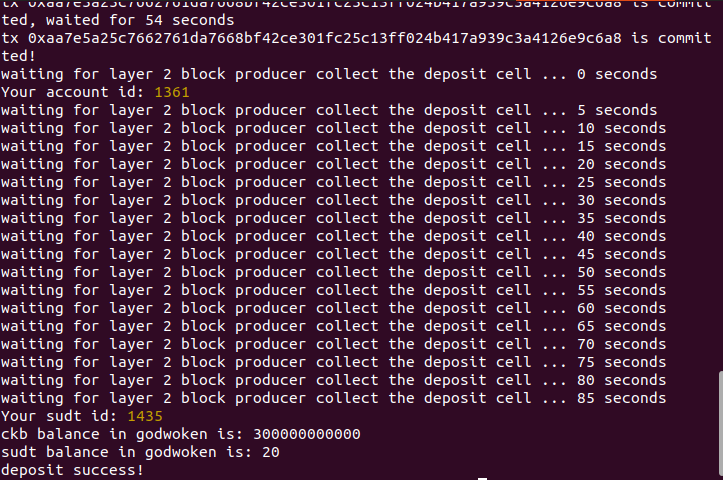 tx 0xaa7e5a25c7662761da7668bf42ce301fc25c13ff024b417a939c3a4126e9c6a8 is commit
ted, waited for 54 seconds
tx 0xaa7e5a25c7662761da7668bf42ce301fc25c13ff024b417a939c3a4126e9c6a8 is commit
ted!
waiting for layer 2 block producer collect the deposit cell ... 0 seconds
Your account id: 1361
waiting for layer 2 block producer collect the deposit cell ... 5 seconds
waiting for layer 2 block producer collect the deposit cell ... 10 seconds
waiting for layer 2 block producer collect the deposit cell ... 15 seconds
waiting for layer 2 block producer collect the deposit cell ... 20 seconds
waiting for layer 2 block producer collect the deposit cell ... 25 seconds
waiting for layer 2 block producer collect the deposit cell ... 30 seconds
waiting for layer 2 block producer collect the deposit cell ... 35 seconds
waiting for layer 2 block producer collect the deposit cell ... 40 seconds
waiting for layer 2 block producer collect the deposit cell ... 45 seconds
waiting for layer 2 block producer collect the deposit cell ... 50 seconds
waiting for layer 2 block producer collect the deposit cell ... 55 seconds
waiting for layer 2 block producer collect the deposit cell ... 60 seconds
waiting for layer 2 block producer collect the deposit cell ... 65 seconds
waiting for layer 2 block producer collect the deposit cell ... 70 seconds
waiting for layer 2 block producer collect the deposit cell ... 75 seconds
waiting for layer 2 block producer collect the deposit cell ... 80 seconds
waiting for layer 2 block producer collect the deposit cell ... 85 seconds
Your sudt id: 1435
ckb balance in godwoken is: 300000000000
sudt balance in godwoken is: 20
deposit success!